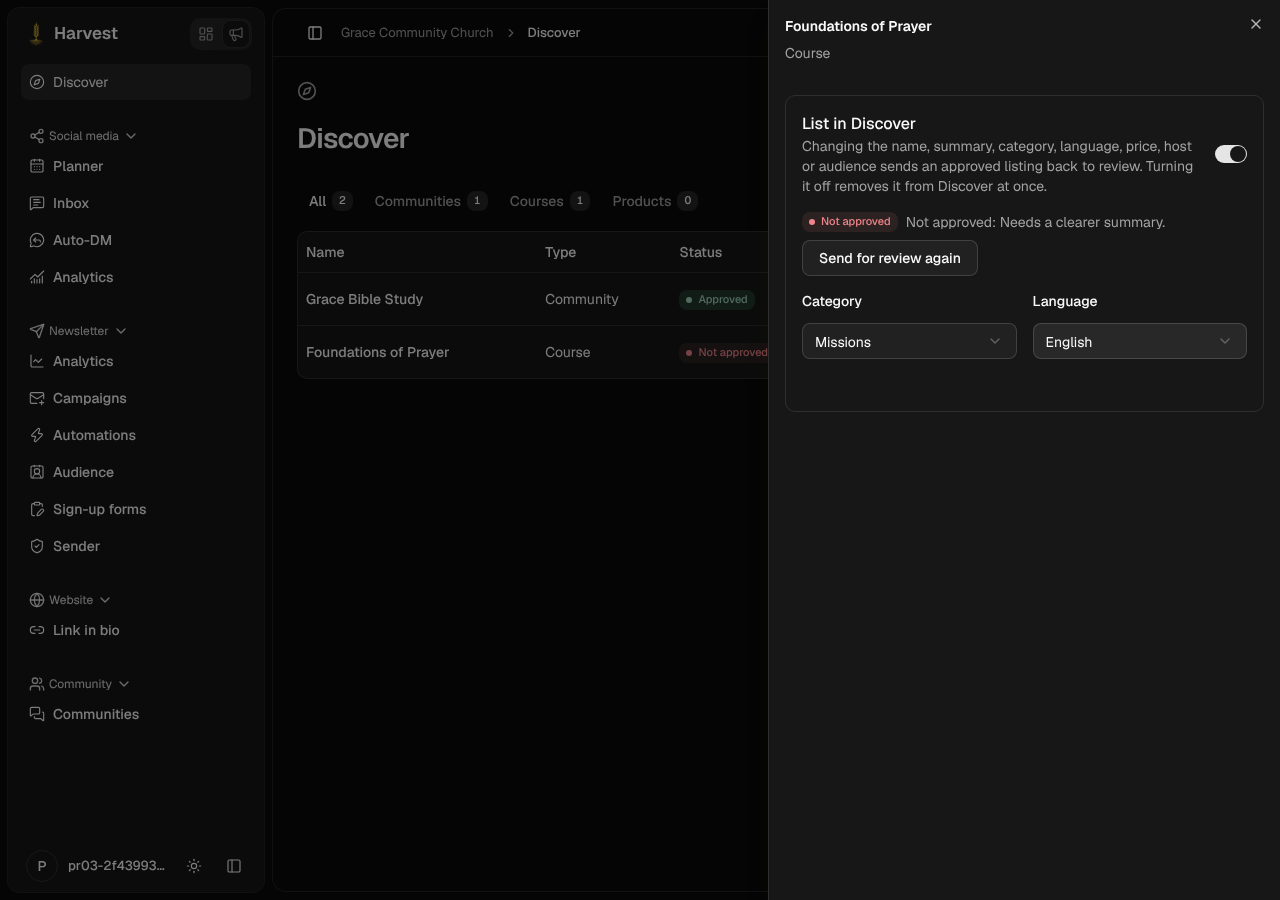 Harvest
Discover
Social media
Planner
Inbox
Auto-DM
Analytics
Newsletter
Analytics
Campaigns
Automations
Audience
Sign-up forms
Sender
Website
Link in bio
Community
Communities
P pr03-2f43993...
Grace Community Church > Discover
Discover
All 2 Communities 1 Courses 1 Products 0
Name Type Status
Grace Bible Study Community Approved
Foundations of Prayer Course Not approved
Foundations of Prayer
Course
List in Discover
Changing the name, summary, category, language, price, host
or audience sends an approved listing back to review. Turning
it off removes it from Discover at once.
Not approved Not approved: Needs a clearer summary.
Send for review again
Category Language
Missions English